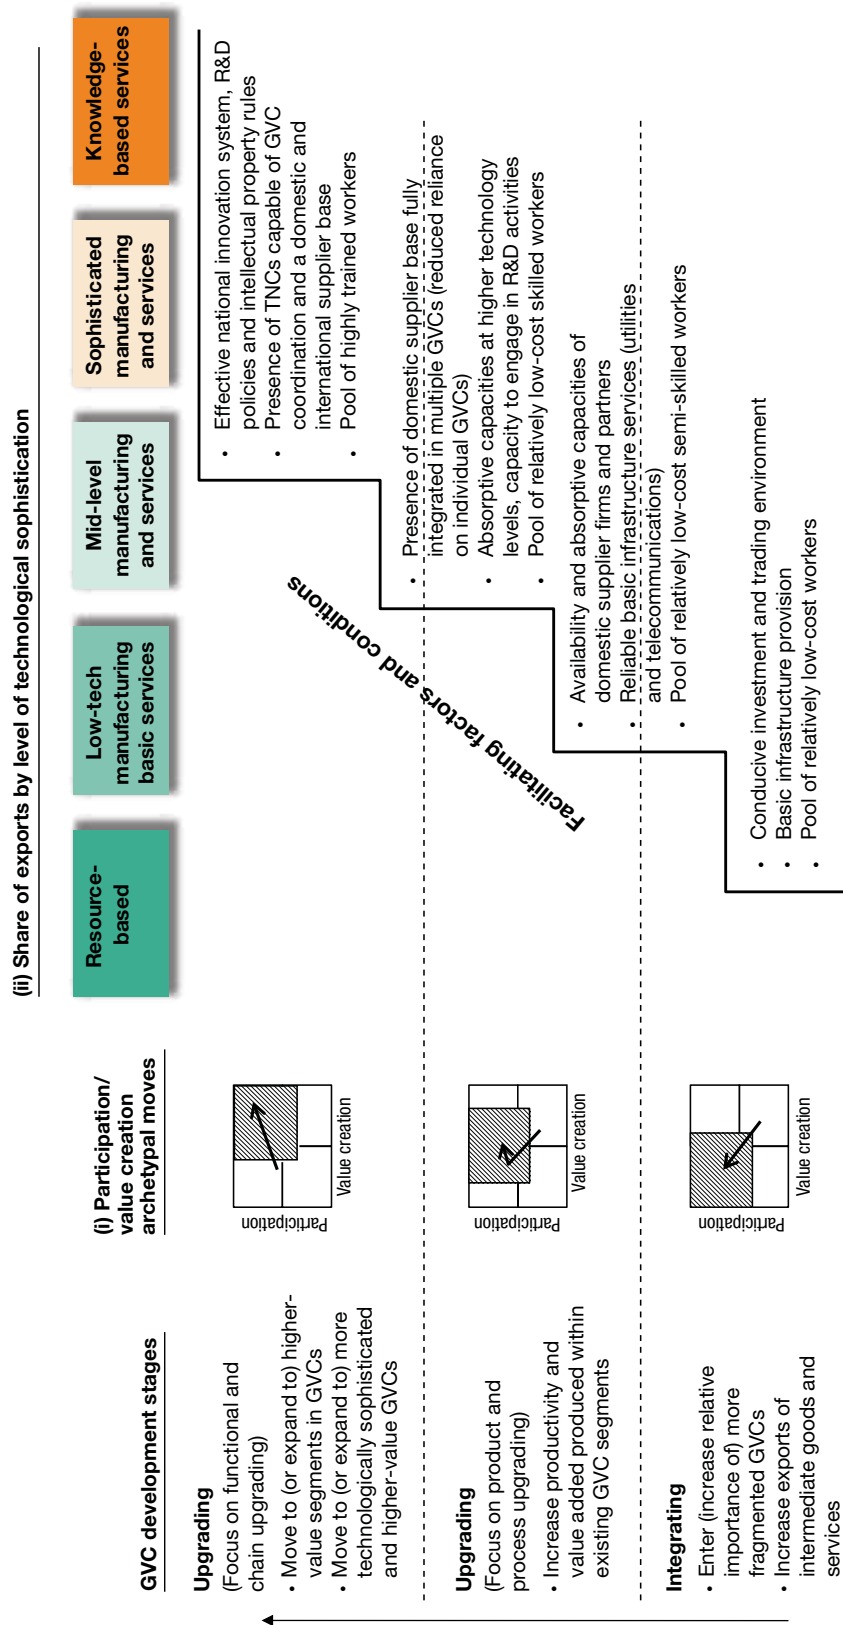 (ii) Share of exports by level of technological sophistication
GVC development stages
(i) Participation/
value creation
archetypal moves
Resource-
based
Low-tech
manufacturing
basic services
Mid-level
manufacturing
and services
Sophisticated
manufacturing
and services
Knowledge-
based services
Upgrading
(Focus on functional and
chain upgrading)
• Move to (or expand to) higher-
value segments in GVCs
• Move to (or expand to) more
technologically sophisticated
and higher-value GVCs
Participation
Value creation
• Effective national innovation system, R&D
policies and intellectual property rules
• Presence of TNCs capable of GVC
coordination and a domestic and
international supplier base
• Pool of highly trained workers
Facilitating factors and conditions
Upgrading
(Focus on product and
process upgrading)
• Increase productivity and
value added produced within
existing GVC segments
Participation
Value creation
• Presence of domestic supplier base fully
integrated in multiple GVCs (reduced reliance
on individual GVCs)
• Absorptive capacities at higher technology
levels, capacity to engage in R&D activities
• Pool of relatively low-cost skilled workers
• Availability and absorptive capacities of
domestic supplier firms and partners
• Reliable basic infrastructure services (utilities
and telecommunications)
• Pool of relatively low-cost semi-skilled workers
Integrating
• Enter (increase relative
importance of) more
fragmented GVCs
• Increase exports of
intermediate goods and
services
Participation
Value creation
• Conducive investment and trading environment
• Basic infrastructure provision
• Pool of relatively low-cost workers